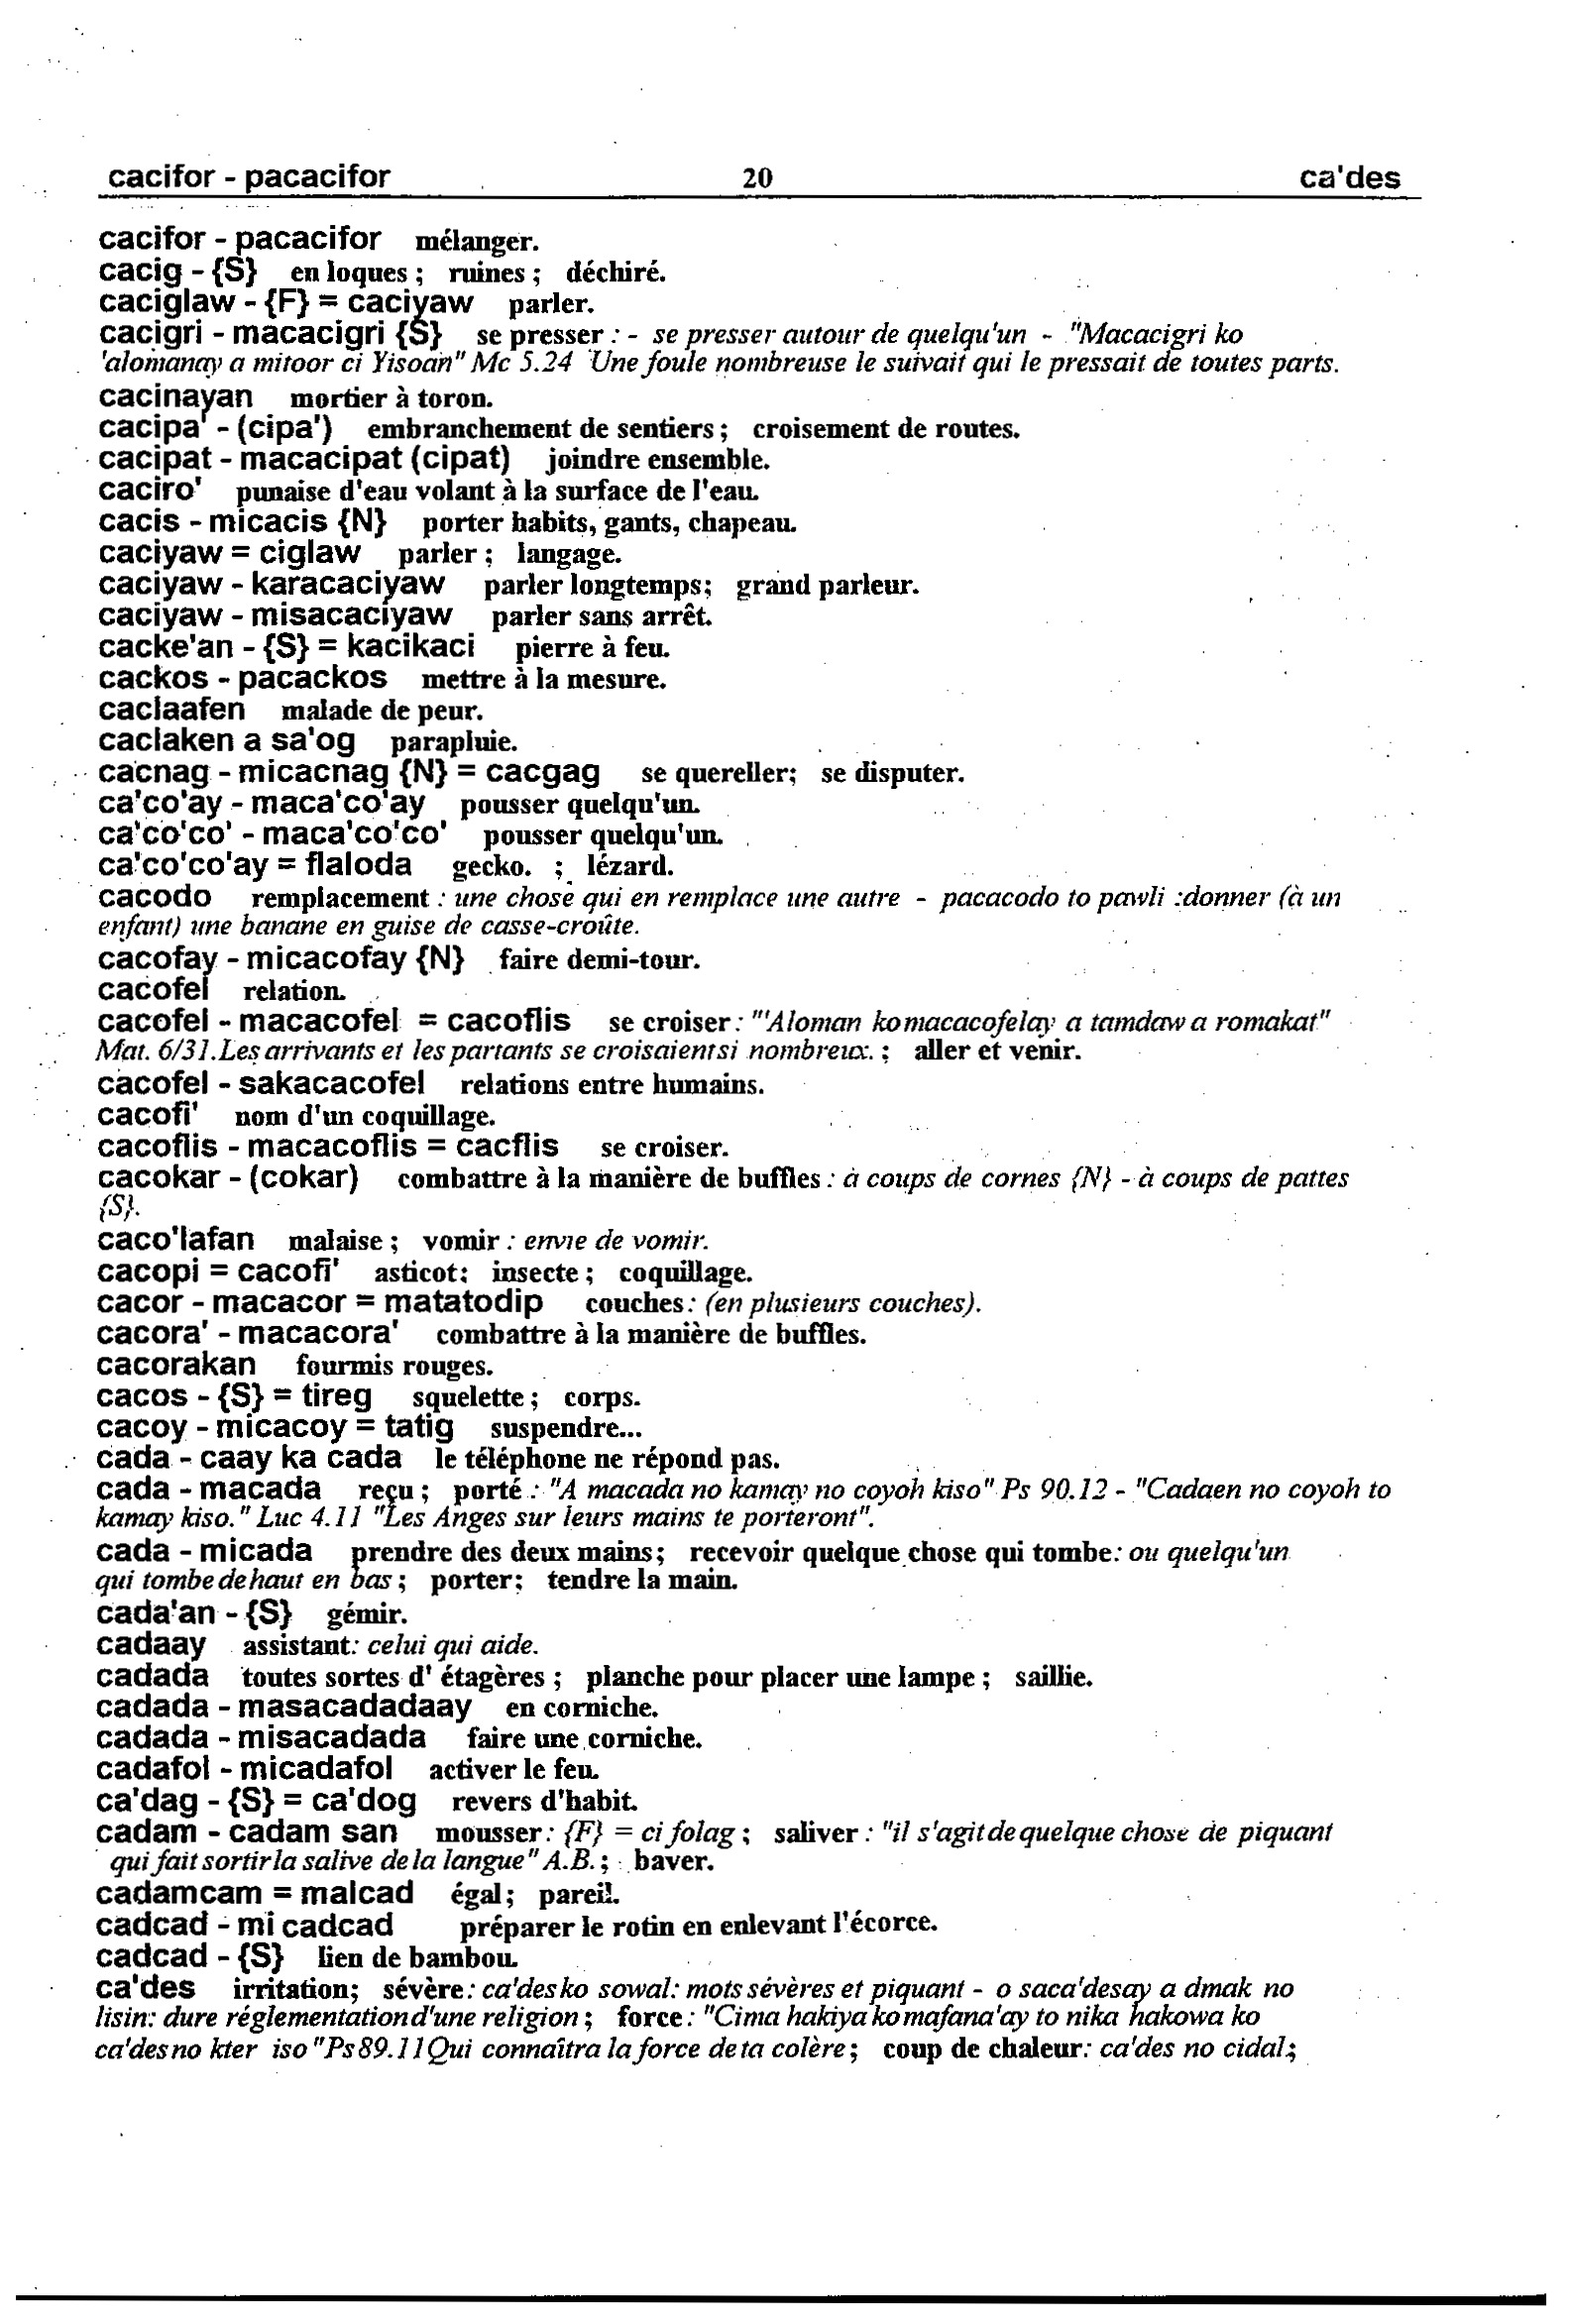 cacifor - pacacifor 20 ca'des
cacifor - pacacifor mélanger.
cacig - {S} en loques ; ruines ; déchiré.
caciglaw - {F} = caciyaw parler.
cacigri - macacigri {S} se presser : - se presser autour de quelqu'un - "Macacigri ko
'alomanay a mitoor ci Yisoan" Mc 5.24 Une foule nombreuse le suivait qui le pressait de toutes parts.
cacinayan mortier à toron.
cacipa' - (cipa') embranchement de sentiers ; croisement de routes.
cacipat - macacipat (cipat) joindre ensemble.
caciro' punaise d'eau volant à la surface de l'eau.
cacis - micacis {N} porter habits, gants, chapeau.
caciyaw = ciglaw parler ; langage.
caciyaw - karacaciyaw parler longtemps; grand parleur.
caciyaw - misacaciyaw parler sans arrêt.
cacke'an - {S} = kacikaci pierre à feu.
cackos - pacackos mettre à la mesure.
caclaafen malade de peur.
caclaken a sa'og parapluie.
cacnag - micacnag {N} = cacgag se quereller; se disputer.
ca'co'ay - maca'co'ay pousser quelqu'un.
ca'co'co' - maca'co'co' pousser quelqu'un.
ca'co'co'ay = flaloda gecko. ; lézard.
cacodo remplacement : une chose qui en remplace une autre - pacacodo to pawli :donner (à un
enfant) une banane en guise de casse-croûte.
cacofay - micacofay {N} faire demi-tour.
cacofel relation.
cacofel - macacofel = cacoflis se croiser : "'Aloman ko macacofelay a tamdaw a romakat"
Mat. 6/31. Les arrivants et les partants se croisaient si nombreux. ; aller et venir.
cacofel - sakacacofel relations entre humains.
cacofi' nom d'un coquillage.
cacoflis - macacoflis = cacflis se croiser.
cacokar - (cokar) combattre à la manière de buffles : à coups de cornes {N} - à coups de pattes
{S}.
caco'lafan malaise ; vomir : envie de vomir.
cacopi = cacofi' asticot; insecte ; coquillage.
cacor - macacor = matatodip couches : (en plusieurs couches).
cacora' - macacora' combattre à la manière de buffles.
cacorakan fourmis rouges.
cacos - {S} = tireg squelette ; corps.
cacoy - micacoy = tatig suspendre...
cada - caay ka cada le téléphone ne répond pas.
cada - macada reçu ; porté : "A macada no kamay no coyoh kiso" Ps 90.12 - "Cadaen no coyoh to
kamay kiso." Luc 4.11 "Les Anges sur leurs mains te porteront".
cada - micada prendre des deux mains; recevoir quelque chose qui tombe: ou quelqu'un
qui tombe de haut en bas ; porter; tendre la main.
cada'an - {S} gémir.
cadaay assistant: celui qui aide.
cadada toutes sortes d' étagères ; planche pour placer une lampe ; saillie.
cadada - masacadadaay en corniche.
cadada - misacadada faire une corniche.
cadafol - micadafol activer le feu.
ca'dag - {S} = ca'dog revers d'habit.
cadam - cadam san mousser : {F} = ci folag ; saliver : "il s'agit de quelque chose de piquant
qui fait sortir la salive de la langue" A.B. ; baver.
cadamcam = malcad égal ; pareil.
cadcad - mi cadcad préparer le rotin en enlevant l'écorce.
cadcad - {S} lien de bambou.
ca'des irritation; sévère : ca'des ko sowal: mots sévères et piquant - o saca'desay a dmak no
lisin: dure réglementation d'une religion ; force : "Cima hakiya ko mafana'ay to nika hakowa ko
ca'des no kter iso "Ps 89.11 Qui connaîtra la force de ta colère ; coup de chaleur: ca'des no cidal ;